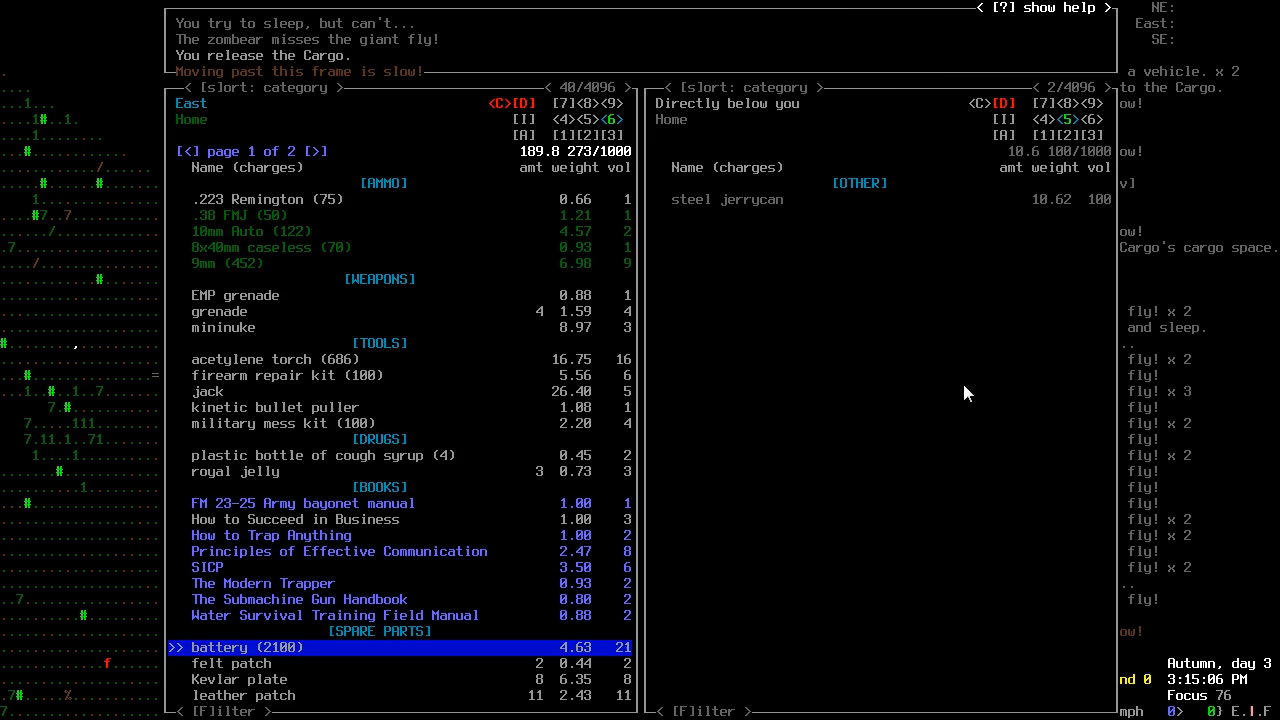 < [?] show help >
You try to sleep, but can't...
The zombear misses the giant fly!
You release the Cargo.
Moving past this frame is slow!
< [s]ort: category >
< 40/4096 >
East
<C>[D] [7]<8><9>
Home
[I] <4><5><6>
[A] [1][2][3]
[<] page 1 of 2 [>]
189.8 273/1000
Name (charges) amt weight vol
[AMMO]
.223 Remington (75) 0.66 1
.38 FMJ (50) 1.21 1
10mm Auto (122) 4.57 2
8x40mm caseless (70) 0.93 1
9mm (452) 6.98 9
[WEAPONS]
EMP grenade 0.88 1
grenade 4 1.59 4
mininuke 8.97 3
[TOOLS]
acetylene torch (686) 16.75 16
firearm repair kit (100) 5.56 6
jack 26.40 5
kinetic bullet puller 1.08 1
military mess kit (100) 2.20 4
[DRUGS]
plastic bottle of cough syrup (4) 0.45 2
royal jelly 3 0.73 3
[BOOKS]
FM 23-25 Army bayonet manual 1.00 1
How to Succeed in Business 1.00 3
How to Trap Anything 1.00 2
Principles of Effective Communication 2.47 8
SICP 3.50 6
The Modern Trapper 0.93 2
The Submachine Gun Handbook 0.80 2
Water Survival Training Field Manual 0.88 2
[SPARE PARTS]
>> battery (2100) 4.63 21
felt patch 2 0.44 2
Kevlar plate 8 6.35 8
leather patch 11 2.43 11
< [F]ilter >
< [s]ort: category >
< 2/4096 >
Directly below you
<C>[D] [7]<8><9>
Home
[I] <4><5><6>
[A] [1][2][3]
10.6 100/1000
Name (charges) amt weight vol
[OTHER]
steel jerrycan 10.62 100
< [F]ilter >
NE:
East:
SE:
a vehicle. x 2
to the Cargo.
ow!
ow!
v]
ow!
Cargo's cargo space.
fly! x 2
and sleep.
..
fly! x 2
fly!
fly! x 3
fly!
fly! x 2
fly!
fly! x 2
fly!
fly!
fly!
fly! x 2
fly! x 2
fly!
fly! x 2
..
fly!
ow!
Autumn, day 3
nd 0 3:15:06 PM
Focus 76
mph 0> 0} E.I.F